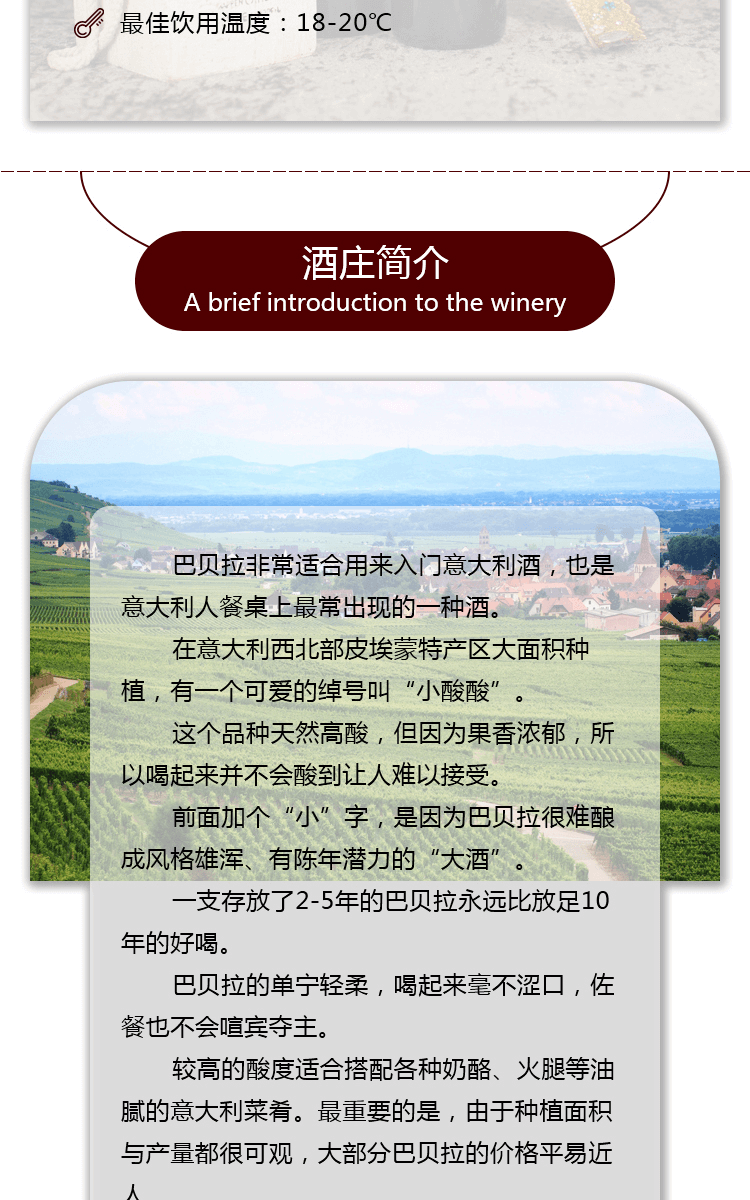 最佳饮用温度：18-20℃
酒庄简介
A brief introduction to the winery
巴贝拉非常适合用来入门意大利酒，也是
意大利人餐桌上最常出现的一种酒。
在意大利西北部皮埃蒙特产区大面积种
植，有一个可爱的绰号叫“小酸酸”。
这个品种天然高酸，但因为果香浓郁，所
以喝起来并不会酸到让人难以接受。
前面加个“小”字，是因为巴贝拉很难酿
成风格雄浑、有陈年潜力的“大酒”。
一支存放了2-5年的巴贝拉永远比放足10
年的好喝。
巴贝拉的单宁轻柔，喝起来毫不涩口，佐
餐也不会喧宾夺主。
较高的酸度适合搭配各种奶酪、火腿等油
腻的意大利菜肴。最重要的是，由于种植面积
与产量都很可观，大部分巴贝拉的价格平易近
人